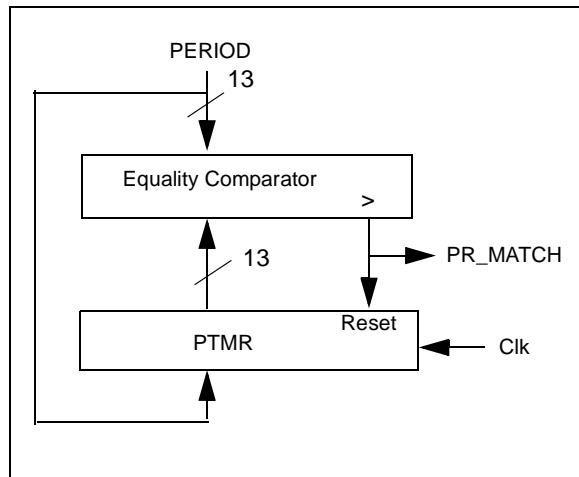 PERIOD
13
Equality Comparator
>
13
PR_MATCH
Reset
PTMR
Clk